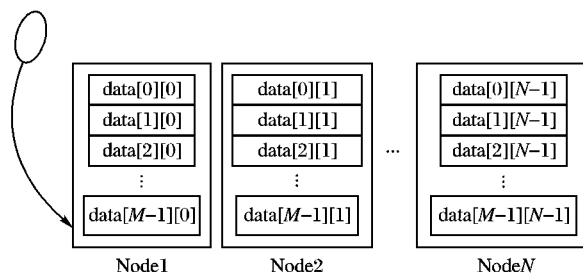 data[0][0] data[0][1] data[0][N–1]
data[1][0] data[1][1] data[1][N–1]
data[2][0] data[2][1] ... data[2][N–1]
⋮ ⋮ ⋮
data[M–1][0] data[M–1][1] data[M–1][N–1]
Node1 Node2 NodeN